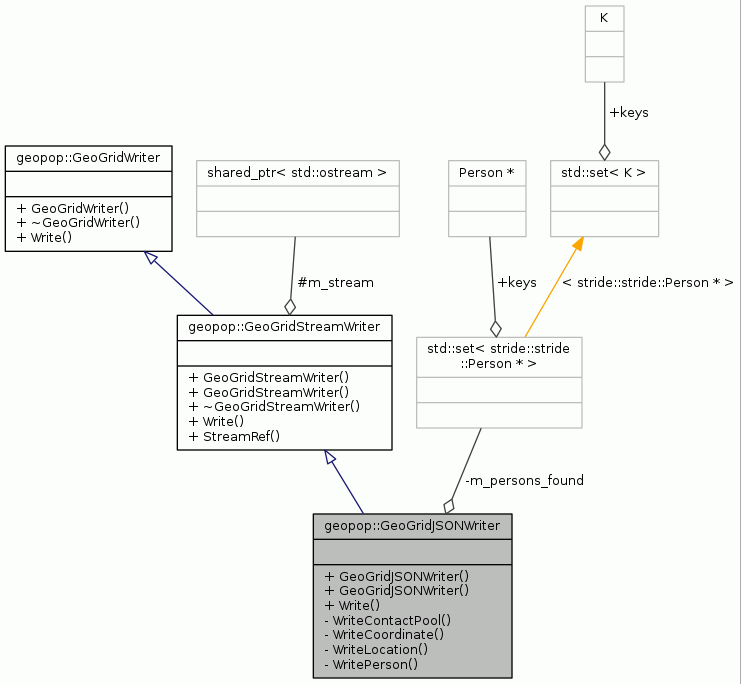 K
+keys
geopop::GeoGridWriter
+ GeoGridWriter()
+ ~GeoGridWriter()
+ Write()
shared_ptr< std::ostream >
Person *
std::set< K >
#m_stream
+keys
< stride::stride::Person * >
geopop::GeoGridStreamWriter
+ GeoGridStreamWriter()
+ GeoGridStreamWriter()
+ ~GeoGridStreamWriter()
+ Write()
+ StreamRef()
std::set< stride::stride
::Person * >
-m_persons_found
geopop::GeoGridJSONWriter
+ GeoGridJSONWriter()
+ GeoGridJSONWriter()
+ Write()
- WriteContactPool()
- WriteCoordinate()
- WriteLocation()
- WritePerson()